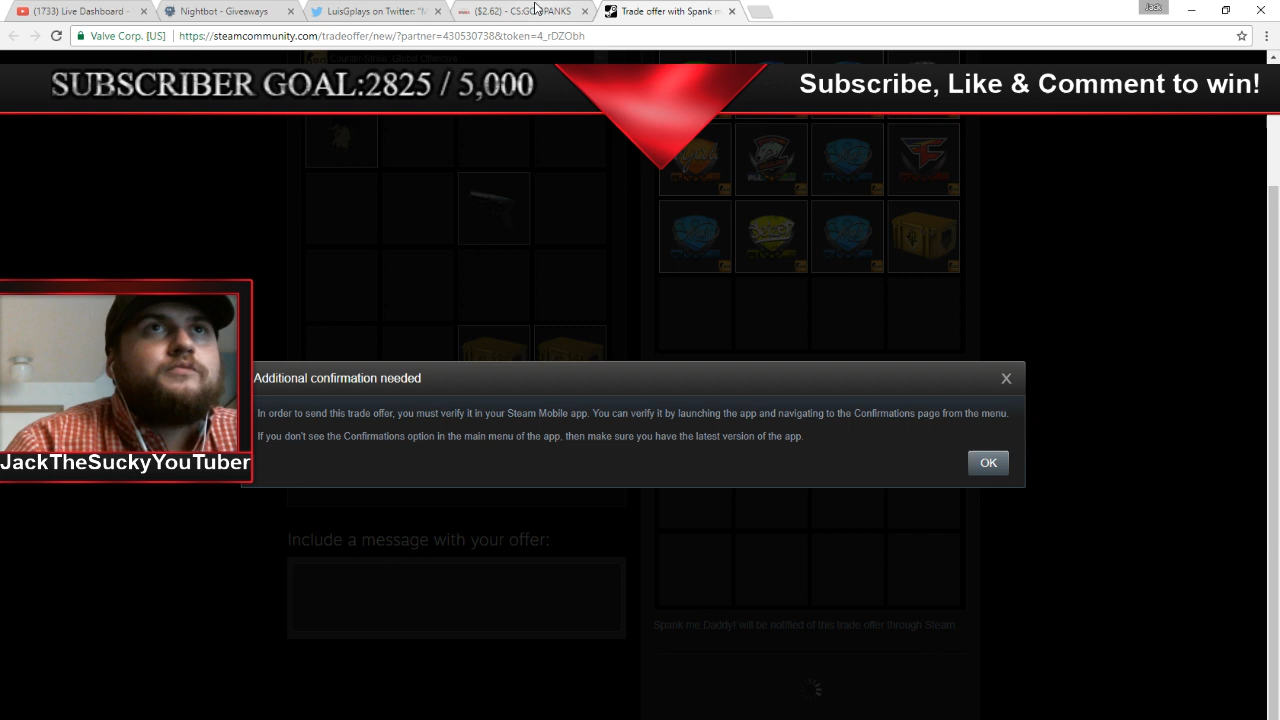 (1733) Live Dashboard -
Nightbot - Giveaways
LuisGplays on Twitter: "
($2.62) - CS:GO SPANKS
Trade offer with Spank m
Jack
Valve Corp. [US]
https://steamcommunity.com/tradeoffer/new/?partner=430530738&token=4_rDZObh
Counter-Strike: Global Offensive
SUBSCRIBER GOAL:2825 / 5,000
Subscribe, Like & Comment to win!
Additional confirmation needed
X
In order to send this trade offer, you must verify it in your Steam Mobile app. You can verify it by launching the app and navigating to the Confirmations page from the menu.
If you don't see the Confirmations option in the main menu of the app, then make sure you have the latest version of the app.
OK
JackTheSuckyYouTuber
Include a message with your offer:
Spank me Daddy! will be notified of this trade offer through Steam.